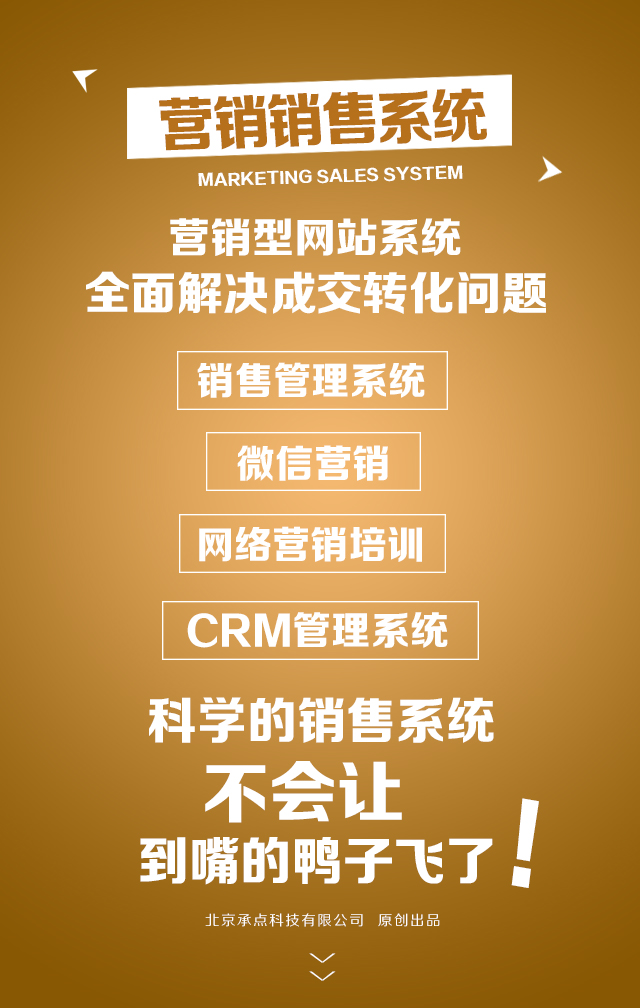 营销销售系统
MARKETING SALES SYSTEM
营销型网站系统
全面解决成交转化问题
销售管理系统
微信营销
网络营销培训
CRM管理系统
科学的销售系统
不会让
到嘴的鸭子飞了!
北京承点科技有限公司 原创出品